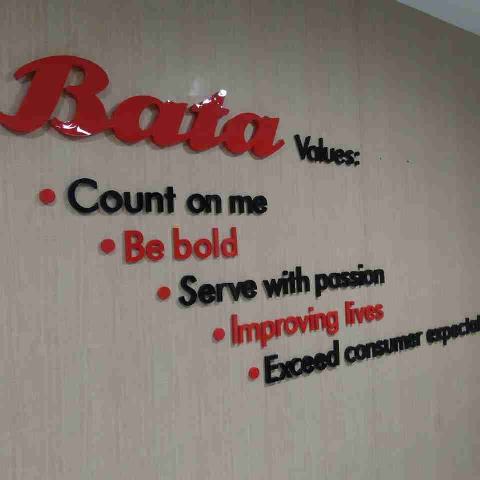 Bata Values:
• Count on me
• Be bold
• Serve with passion
• Improving lives
• Exceed consumer